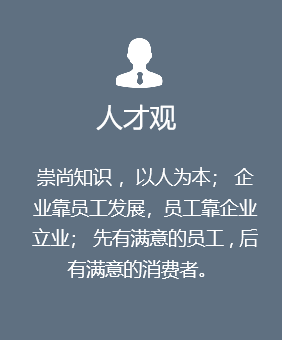 人才观
崇尚知识 ，以人为本； 企
业靠员工发展，员工靠企业
立业； 先有满意的员工 , 后
有满意的消费者。